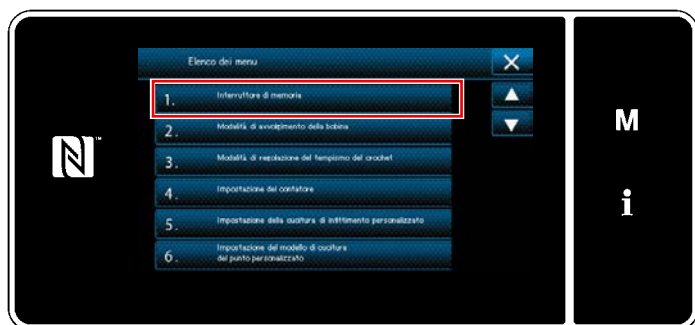 Elenco dei menu
1. Interruttore di memoria
2. Modalità di avvolgimento della bobina
3. Modalità di regolazione del tempismo del crochet
4. Impostazione del contatore
5. Impostazione della cucitura di infittimento personalizzato
6. Impostazione del modello di cucitura
del punto personalizzato
M
i